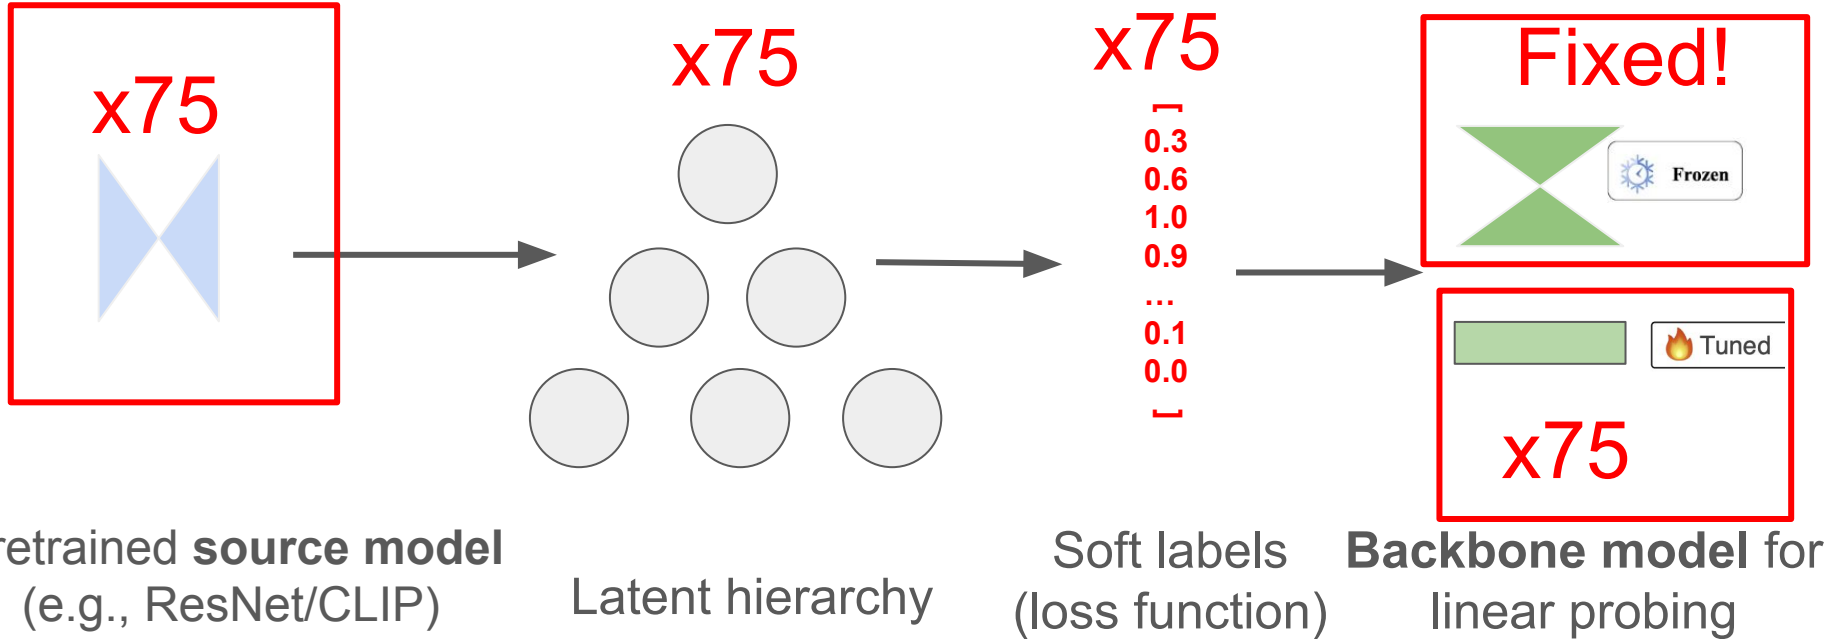 x75
x75
x75
Fixed!
[
0.3
0.6
1.0
0.9
...
0.1
0.0
]
Frozen
Tuned
x75
retrained source model
(e.g., ResNet/CLIP)
Latent hierarchy
Soft labels
(loss function)
Backbone model for
linear probing